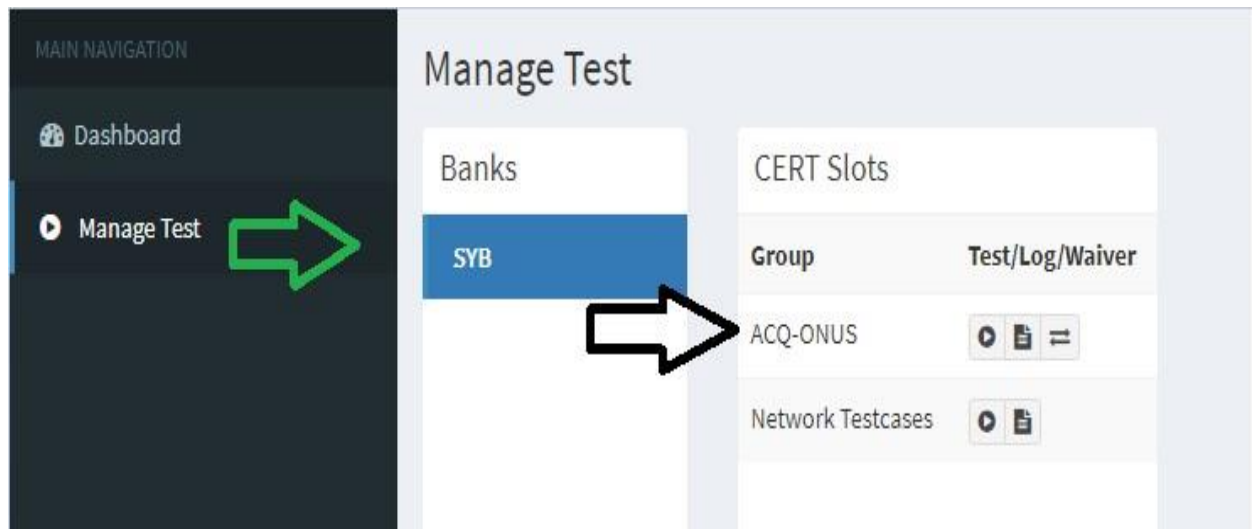 MAIN NAVIGATION
Dashboard
Manage Test
Manage Test
Banks
SYB
CERT Slots
Group Test/Log/Waiver
ACQ-ONUS
Network Testcases